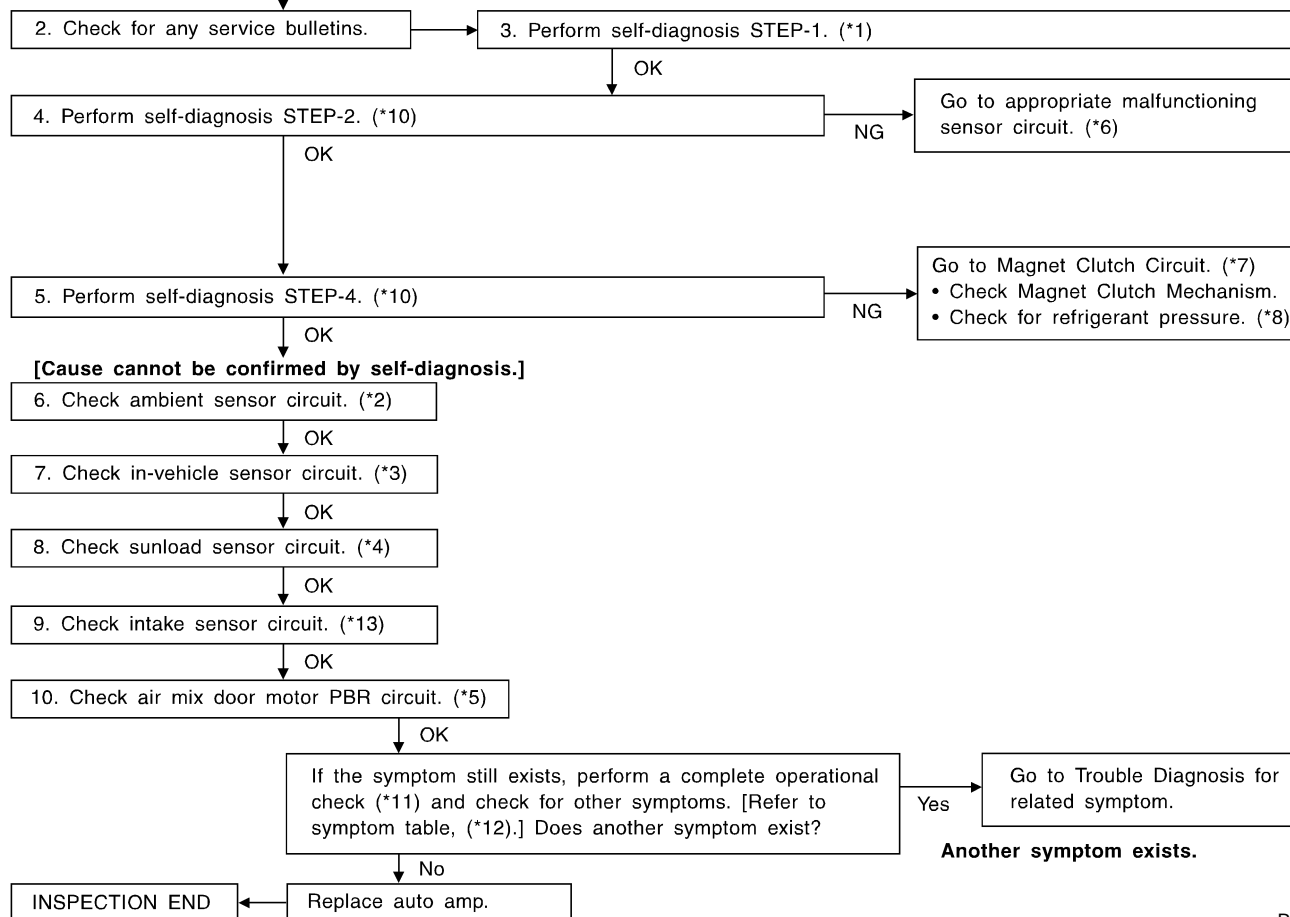 2. Check for any service bulletins.
3. Perform self-diagnosis STEP-1. (*1)
OK
4. Perform self-diagnosis STEP-2. (*10)
NG
Go to appropriate malfunctioning
sensor circuit. (*6)
OK
5. Perform self-diagnosis STEP-4. (*10)
NG
Go to Magnet Clutch Circuit. (*7)
• Check Magnet Clutch Mechanism.
• Check for refrigerant pressure. (*8)
OK
[Cause cannot be confirmed by self-diagnosis.]
6. Check ambient sensor circuit. (*2)
OK
7. Check in-vehicle sensor circuit. (*3)
OK
8. Check sunload sensor circuit. (*4)
OK
9. Check intake sensor circuit. (*13)
OK
10. Check air mix door motor PBR circuit. (*5)
OK
If the symptom still exists, perform a complete operational
check (*11) and check for other symptoms. [Refer to
symptom table, (*12).] Does another symptom exist?
Yes
Go to Trouble Diagnosis for
related symptom.
Another symptom exists.
No
Replace auto amp.
INSPECTION END